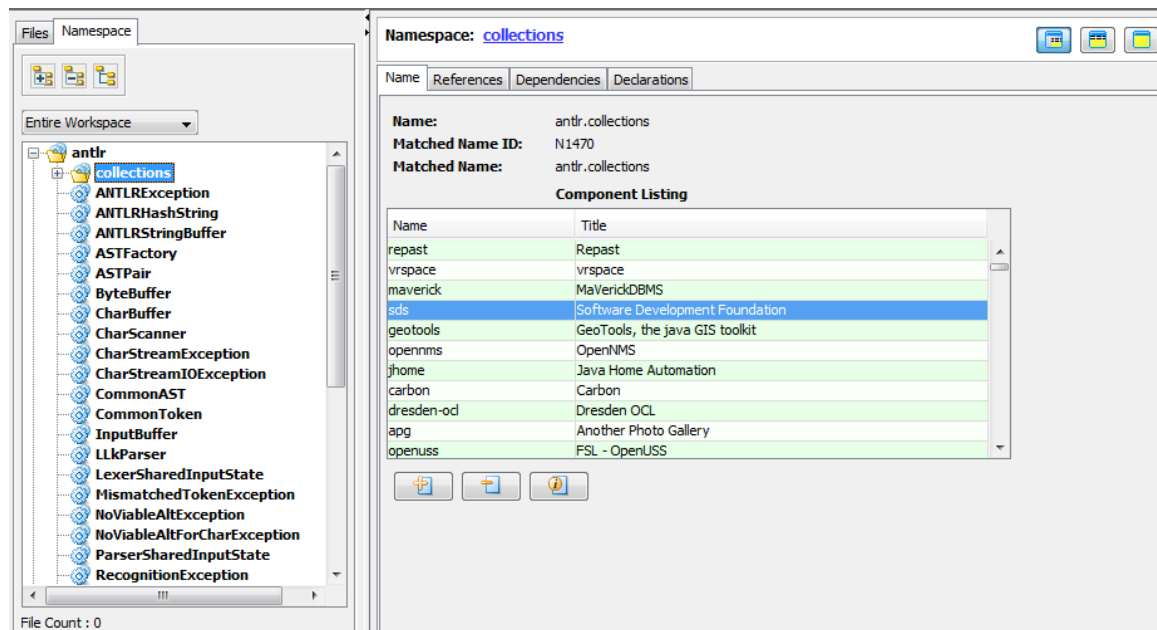 Files Namespace
Entire Workspace
antlr
collections
ANTLRException
ANTLRHashString
ANTLRStringBuffer
ASTFactory
ASTPair
ByteBuffer
CharBuffer
CharScanner
CharStreamException
CharStreamIOException
CommonAST
CommonToken
InputBuffer
LLkParser
LexerSharedInputState
MismatchedTokenException
NoViableAltException
NoViableAltForCharException
ParserSharedInputState
RecognitionException
File Count : 0
Namespace: collections
Name References Dependencies Declarations
Name: antlr.collections
Matched Name ID: N1470
Matched Name: antlr.collections
Component Listing
Name Title
repast Repast
vrspace vrspace
maverick MaVerickDBMS
sds Software Development Foundation
geotools GeoTools, the java GIS toolkit
opennms OpenNMS
jhome Java Home Automation
carbon Carbon
dresden-ocl Dresden OCL
apg Another Photo Gallery
openuss FSL - OpenUSS